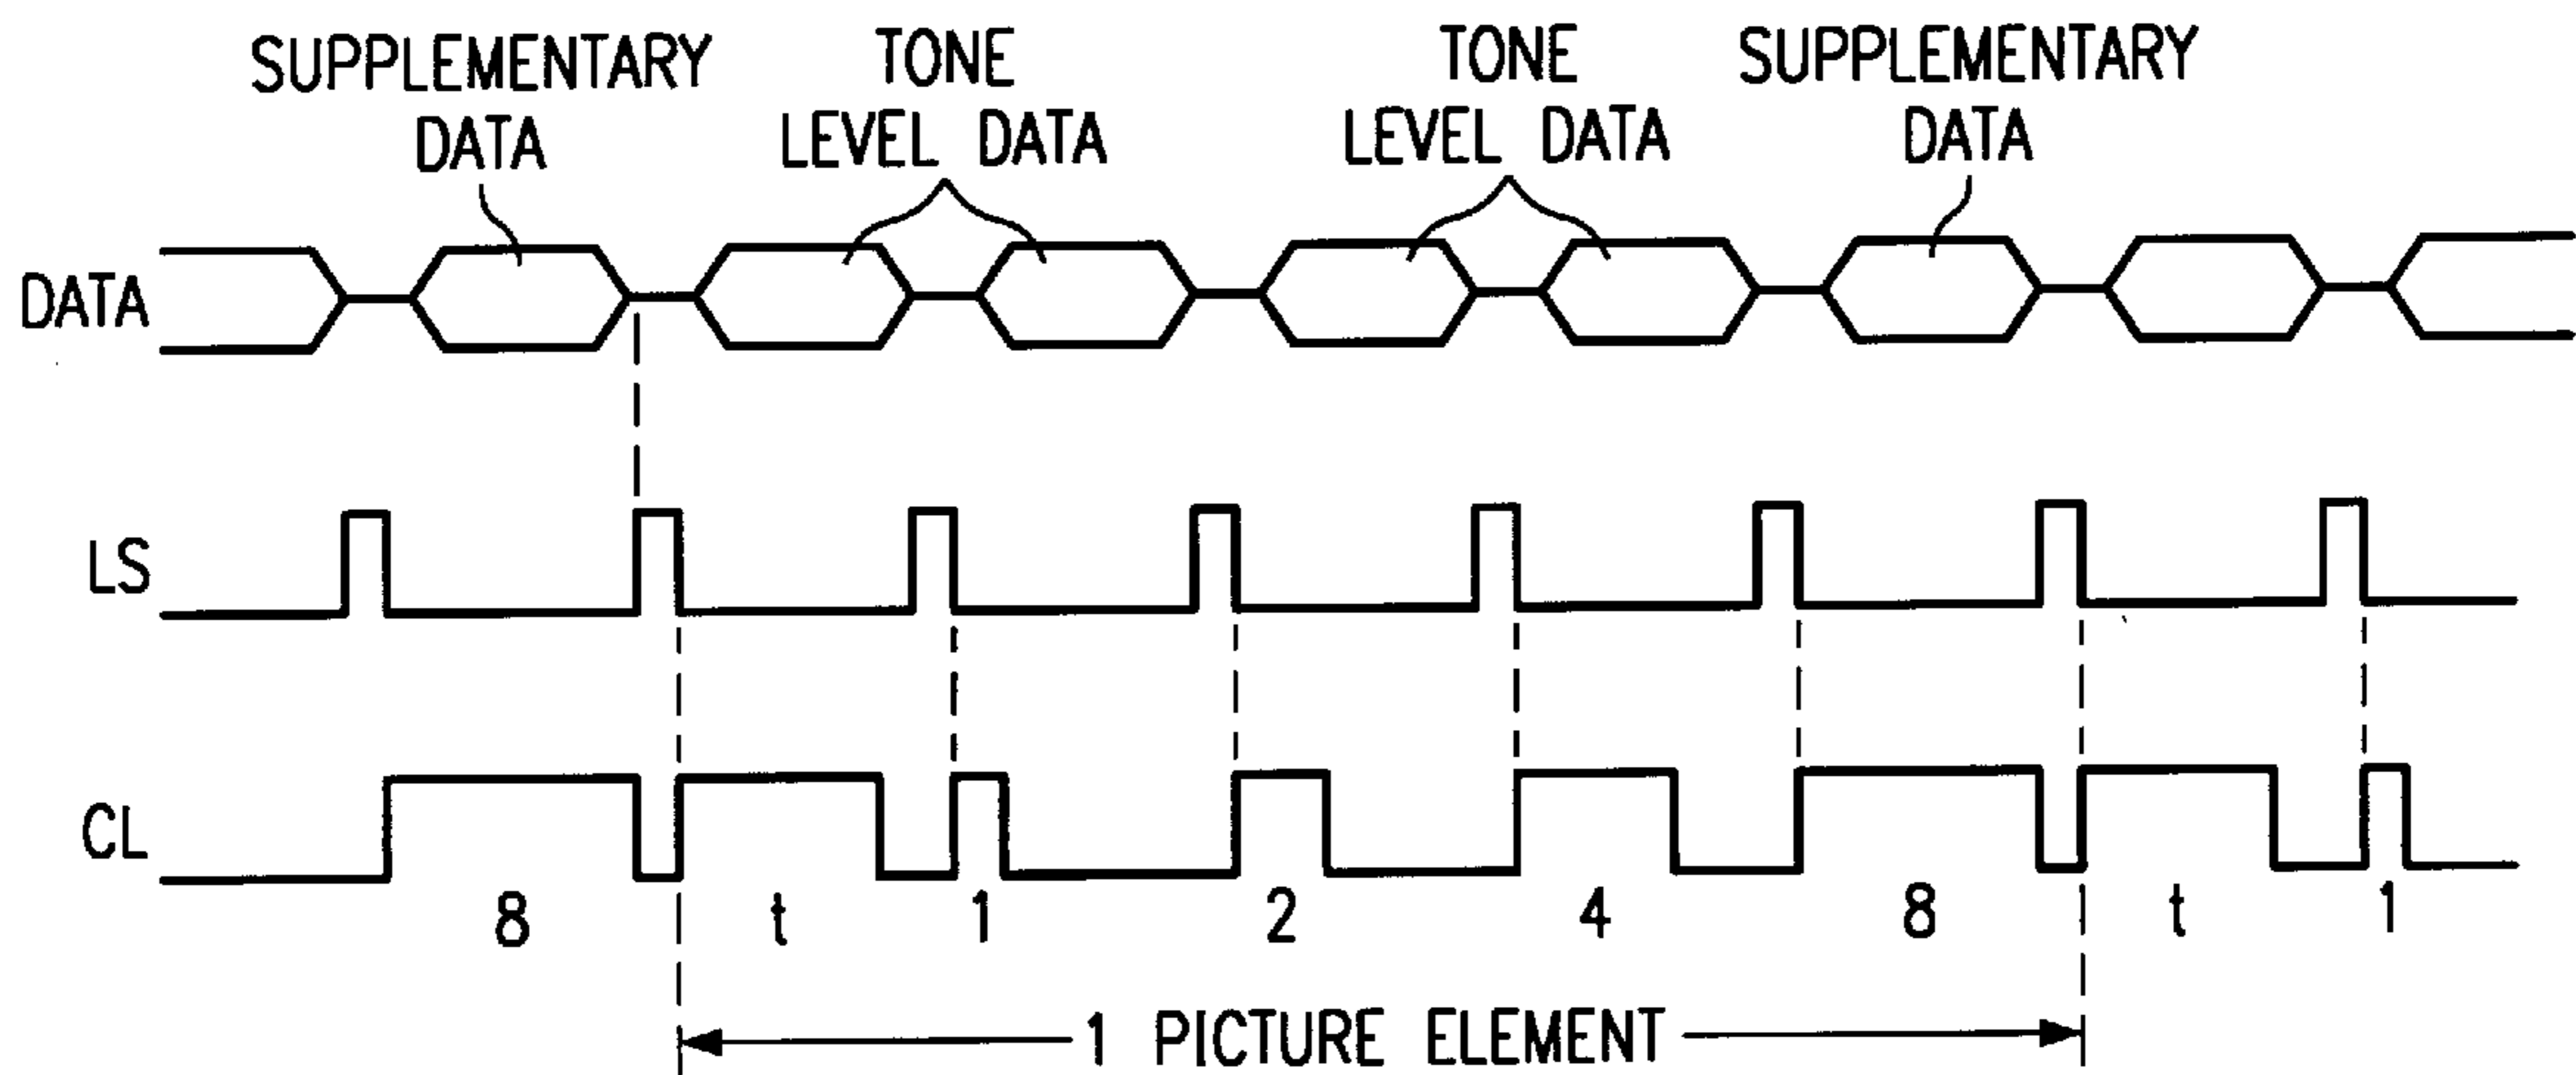 SUPPLEMENTARY
DATA
TONE
LEVEL DATA
TONE
LEVEL DATA
SUPPLEMENTARY
DATA
DATA
LS
CL
8 t 1 2 4 8 t 1
1 PICTURE ELEMENT